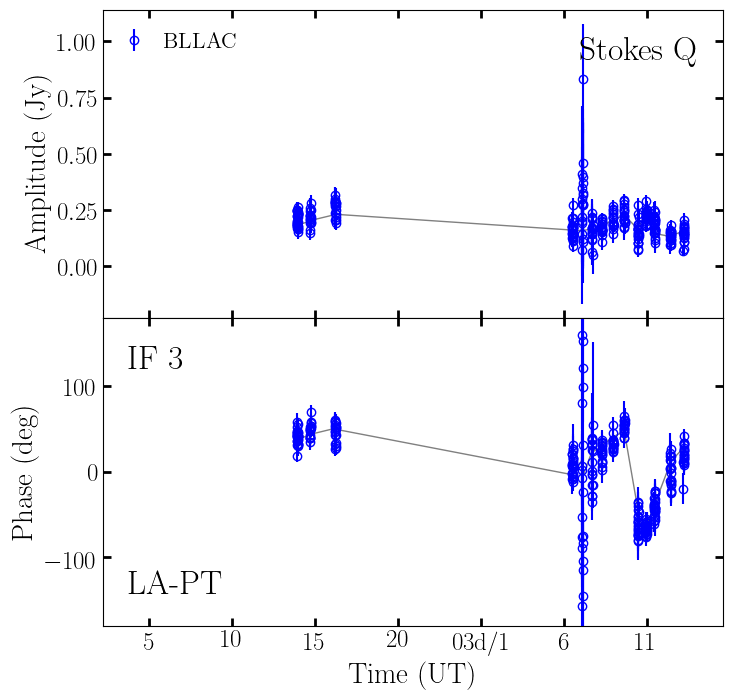 BLLAC
Stokes Q
1.00
0.75
0.50
0.25
0.00
Amplitude (Jy)
IF 3
100
0
−100
Phase (deg)
LA-PT
5 10 15 20 03d/1 6 11
Time (UT)